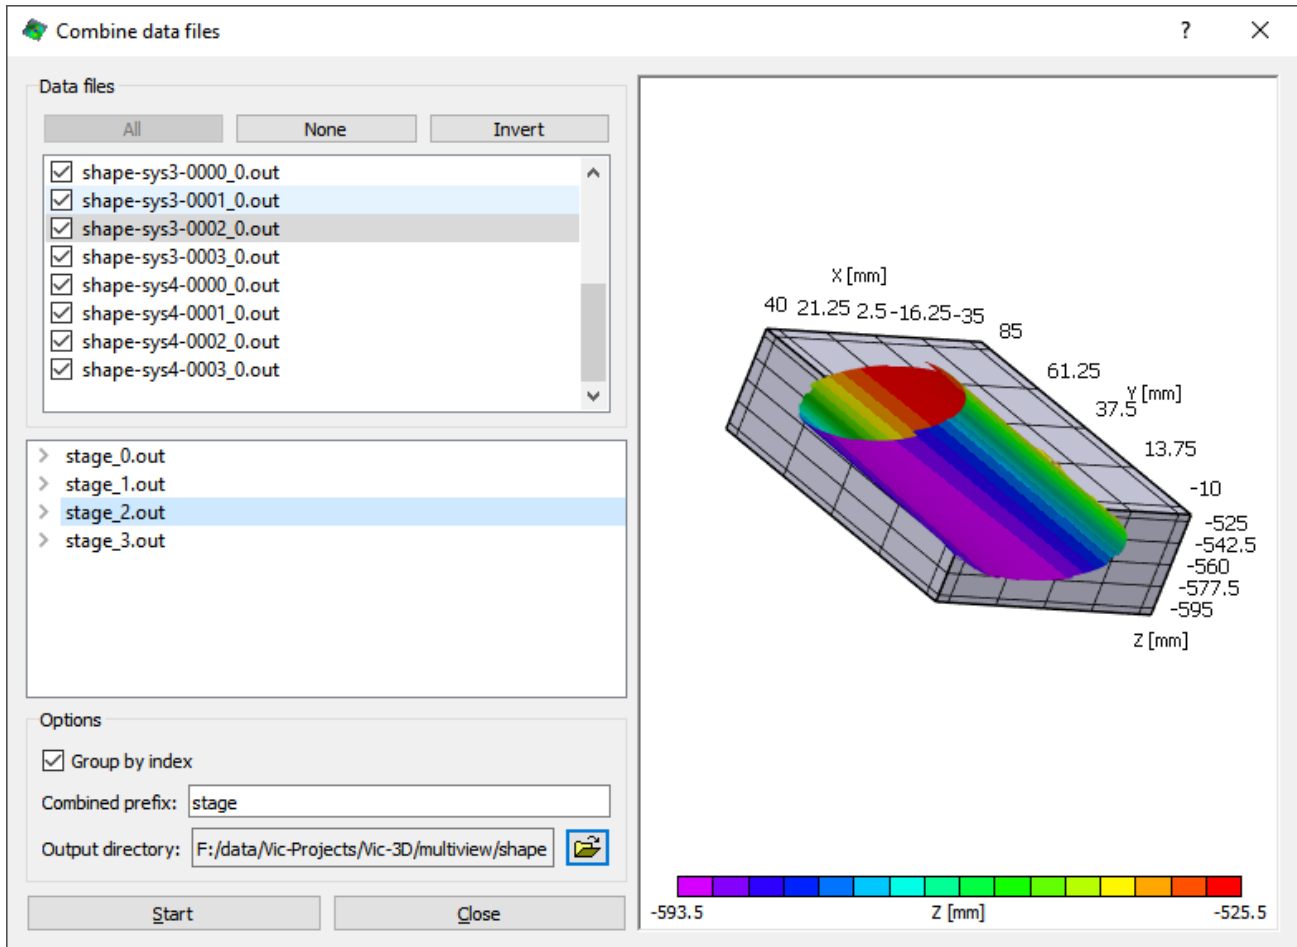 Combine data files
?
Data files
All None Invert
shape-sys3-0000_0.out
shape-sys3-0001_0.out
shape-sys3-0002_0.out
shape-sys3-0003_0.out
shape-sys4-0000_0.out
shape-sys4-0001_0.out
shape-sys4-0002_0.out
shape-sys4-0003_0.out
stage_0.out
stage_1.out
stage_2.out
stage_3.out
Options
Group by index
Combined prefix: stage
Output directory: F:/data/Vic-Projects/Vic-3D/multiview/shape
Start Close
X [mm]
40 21.25 2.5 -16.25 -35
85
61.25
Y [mm]
37.5
13.75
-10
-525
-542.5
-560
-577.5
-595
Z [mm]
-593.5 Z [mm] -525.5